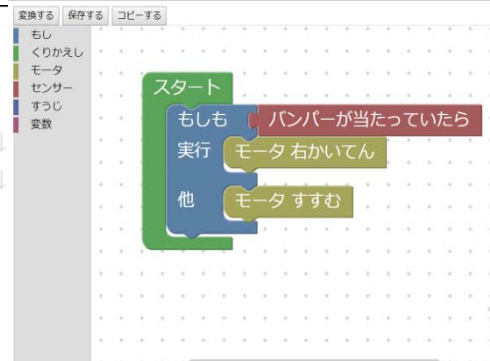 変換する 保存する コピーする
もし
くりかえし
モータ
センサー
すうじ
変数
スタート
もしも バンパーが当たっていたら
実行 モータ 右かいてん
他 モータ すすむ